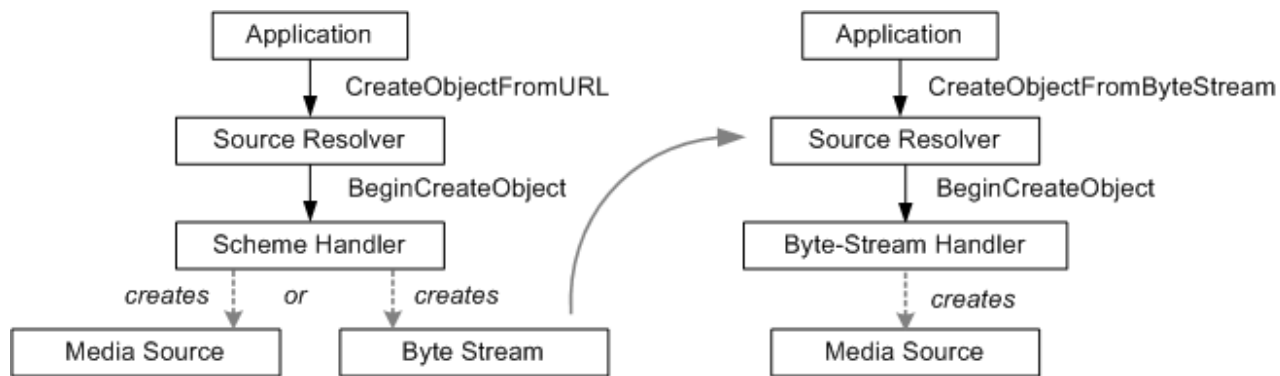 Application
CreateObjectFromURL
Source Resolver
BeginCreateObject
Scheme Handler
creates or creates
Media Source
Byte Stream
Application
CreateObjectFromByteStream
Source Resolver
BeginCreateObject
Byte-Stream Handler
creates
Media Source